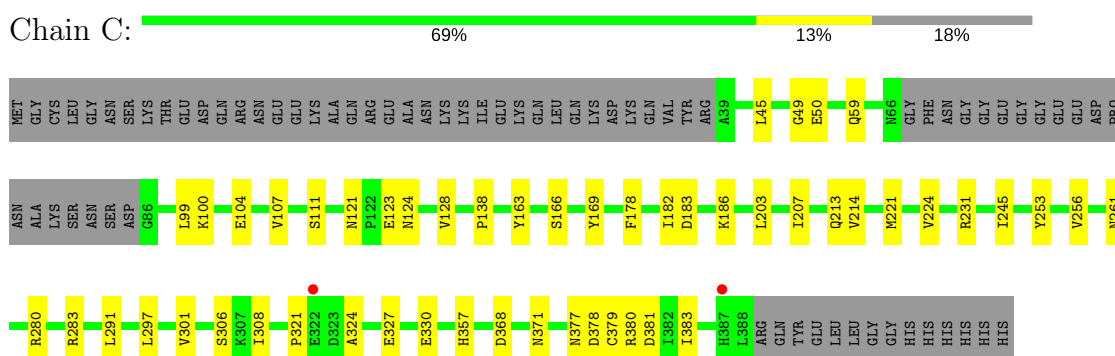 Chain C:
69% 13% 18%
MET GLY CYS LEU GLY ASN SER LYS THR GLU ASP GLN ARG ASN GLU GLU LYS ALA GLN ARG GLU ALA ASN LYS LYS ILE GLU LYS GLN LEU GLN LYS ASP LYS GLN VAL TYR ARG A39 L45 G49 E50 Q59 N66 GLY PHE ASN GLY GLY GLU GLY GLY GLU GLU ASP PRO
ASN ALA LYS SER ASN SER ASP G86 L99 K100 E104 V107 S111 N121 P122 E123 N124 V128 P138 Y163 S166 Y169 F178 I182 D183 K186 L203 I207 Q213 V214 M221 V224 R231 I245 Y253 V256 N261
R280 R283 L291 L297 V301 S306 K307 I308 P321 E322 D323 A324 E327 E330 H357 D368 N371 N377 D378 C379 R380 D381 I382 I383 H387 L388 ARG GLN TYR GLU LEU LEU GLY GLY HIS HIS HIS HIS HIS HIS